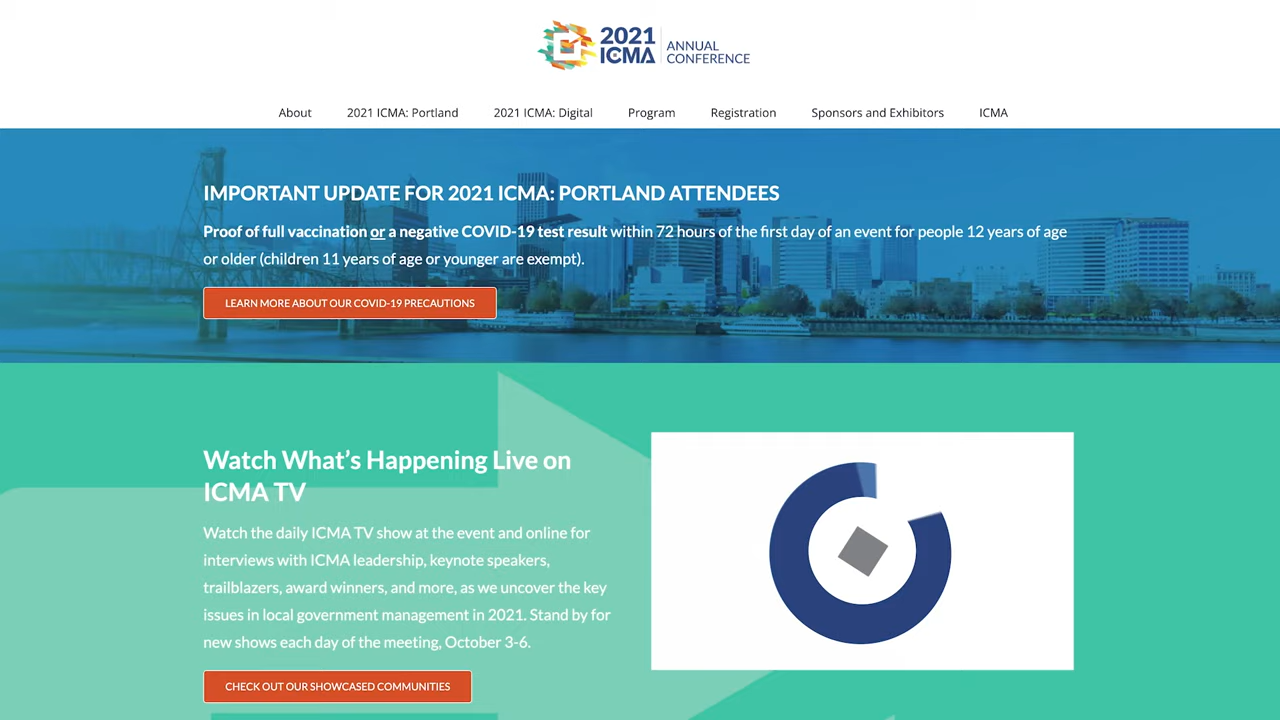 2021
ICMA
ANNUAL
CONFERENCE
About 2021 ICMA: Portland 2021 ICMA: Digital Program Registration Sponsors and Exhibitors ICMA
IMPORTANT UPDATE FOR 2021 ICMA: PORTLAND ATTENDEES
Proof of full vaccination or a negative COVID-19 test result within 72 hours of the first day of an event for people 12 years of age
or older (children 11 years of age or younger are exempt).
LEARN MORE ABOUT OUR COVID-19 PRECAUTIONS
Watch What's Happening Live on
ICMA TV
Watch the daily ICMA TV show at the event and online for
interviews with ICMA leadership, keynote speakers,
trailblazers, award winners, and more, as we uncover the key
issues in local government management in 2021. Stand by for
new shows each day of the meeting, October 3-6.
CHECK OUT OUR SHOWCASED COMMUNITIES